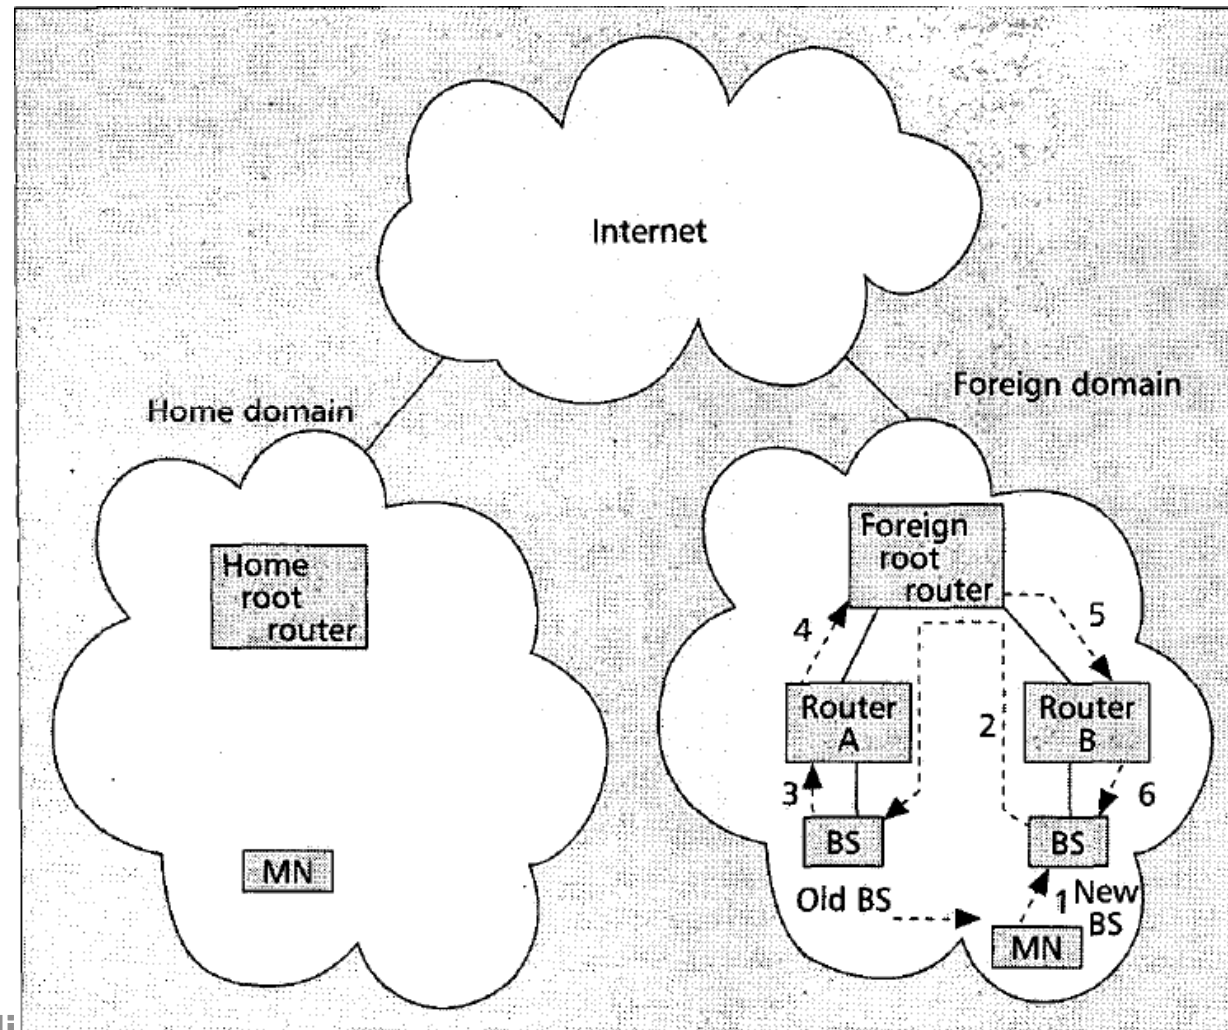 Internet
Home domain
Foreign domain
Home
root
router
Foreign
root
router
4
5
Router
A
2
Router
B
3
6
BS
BS
Old BS
1
New
BS
MN
MN